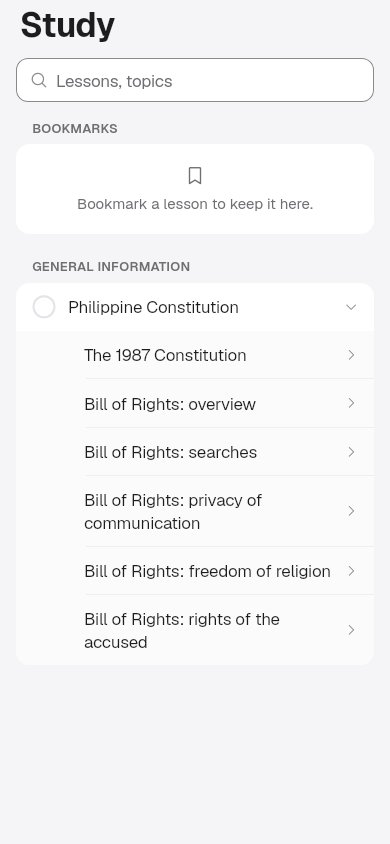 Study
Lessons, topics
BOOKMARKS
Bookmark a lesson to keep it here.
GENERAL INFORMATION
Philippine Constitution
The 1987 Constitution
Bill of Rights: overview
Bill of Rights: searches
Bill of Rights: privacy of
communication
Bill of Rights: freedom of religion
Bill of Rights: rights of the
accused